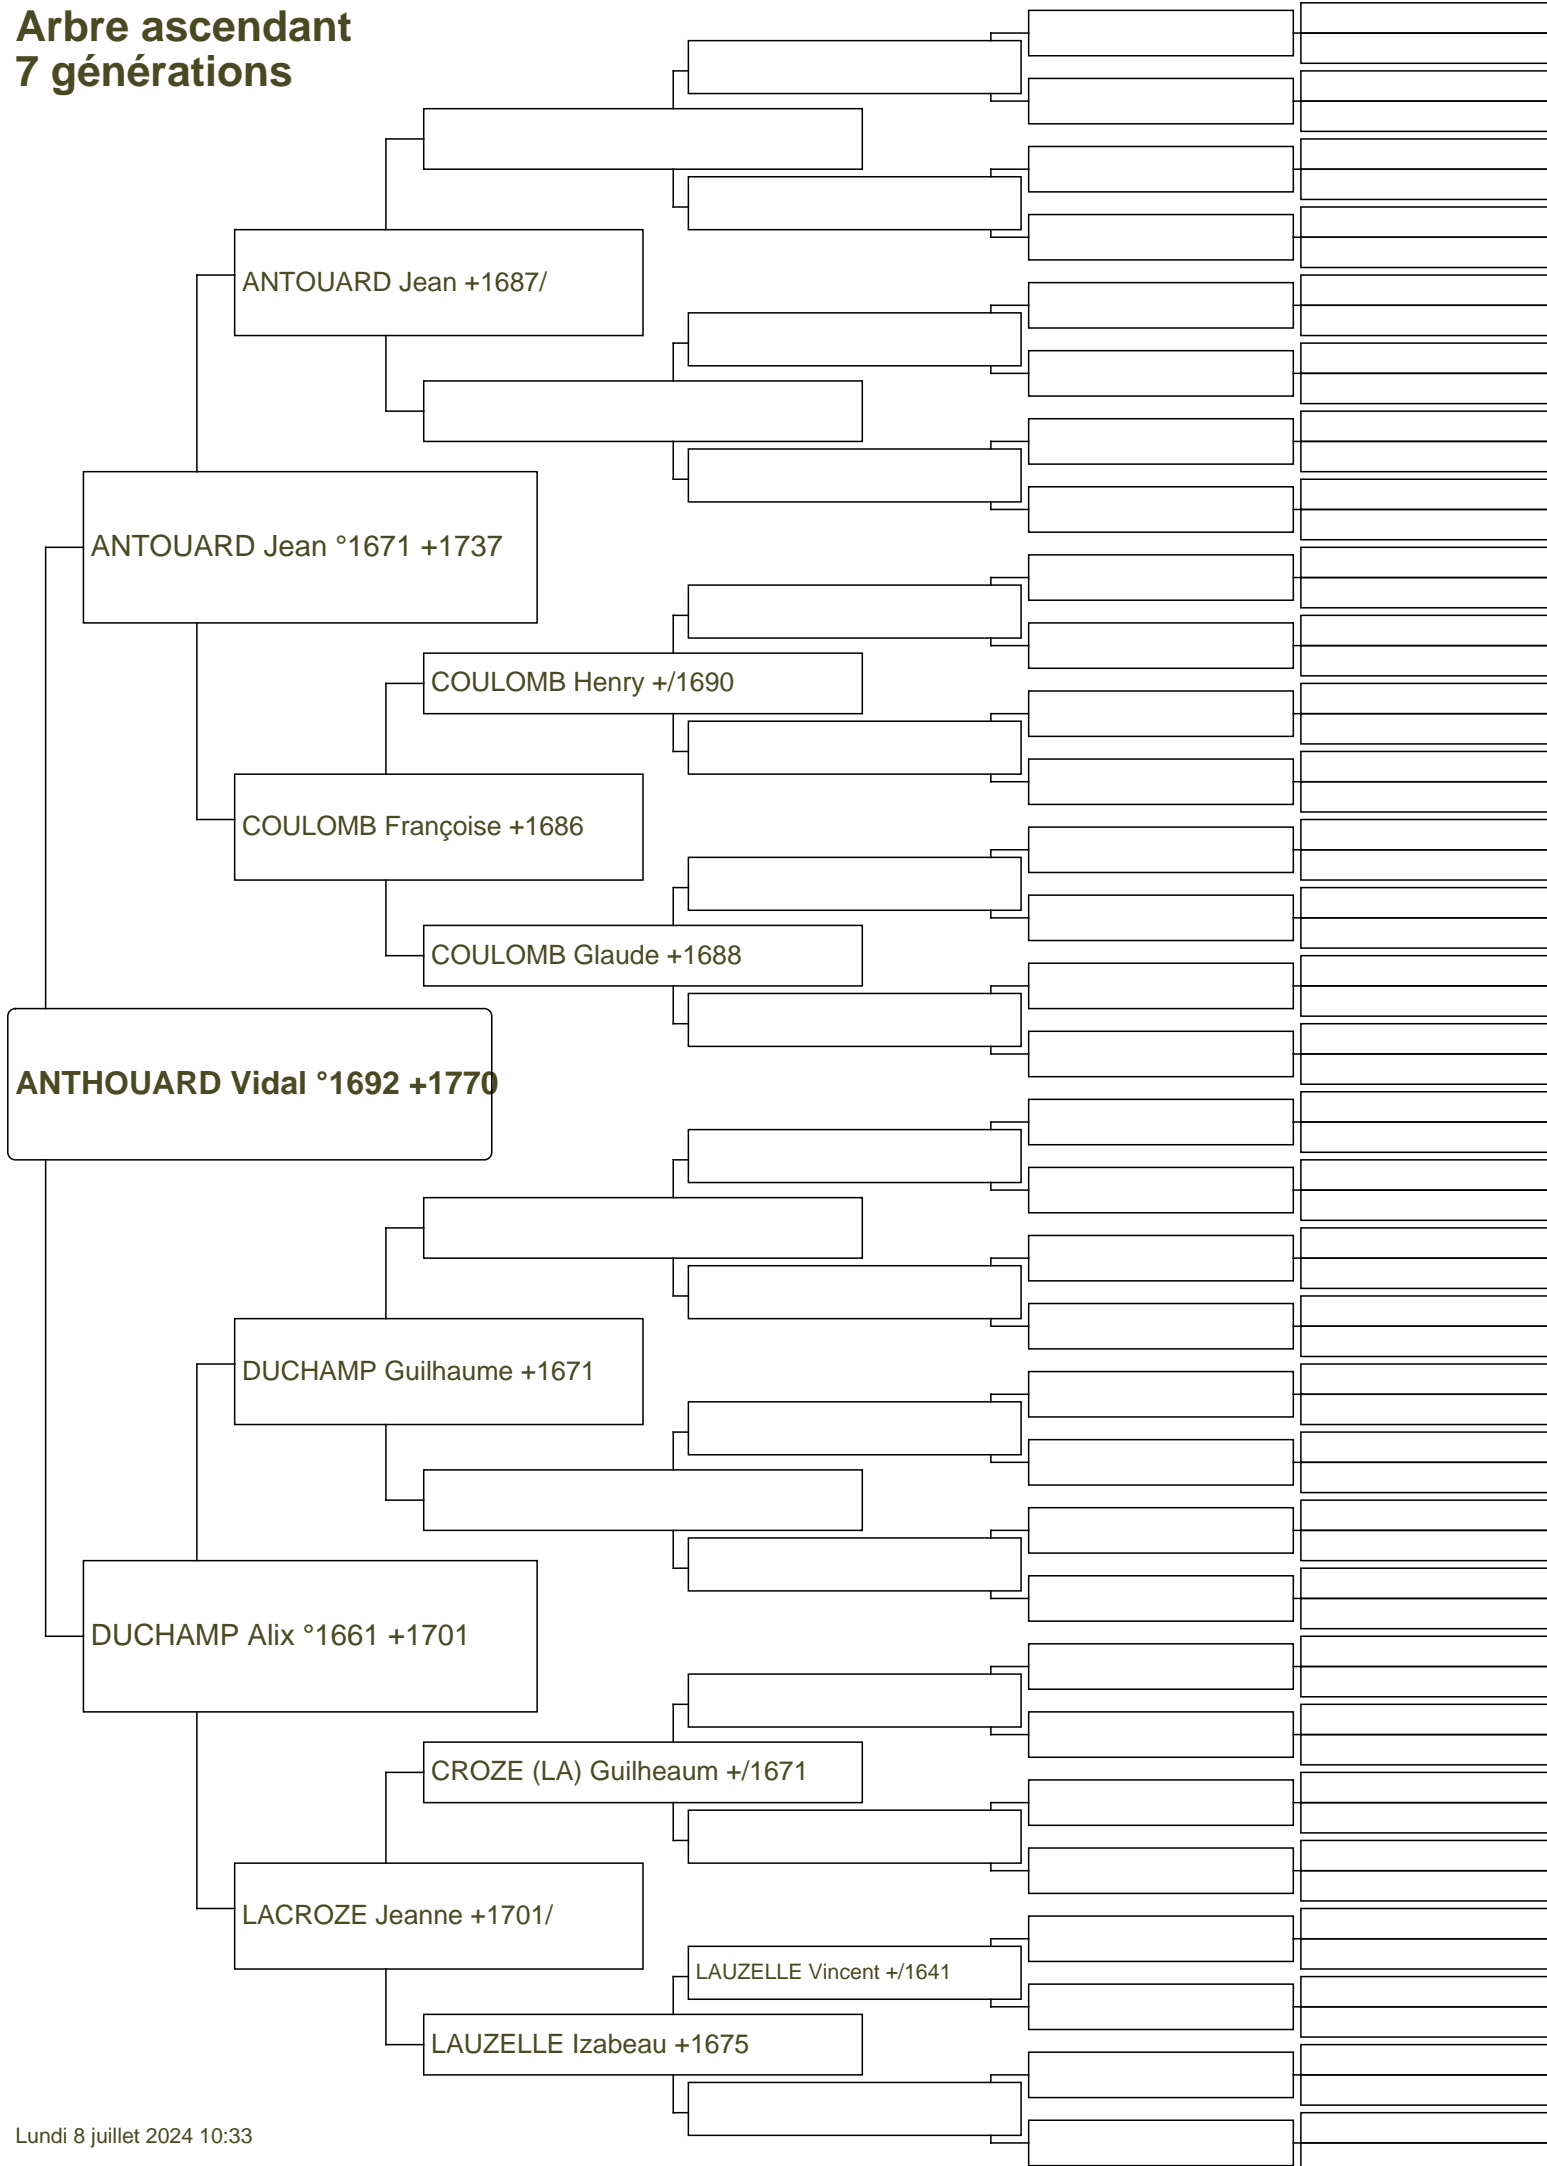 Arbre ascendant
7 générations
ANTOUARD Jean +1687/
ANTOUARD Jean °1671 +1737
COULOMB Henry +/1690
COULOMB Françoise +1686
COULOMB Glaude +1688
ANTHOUARD Vidal °1692 +1770
DUCHAMP Guilhaume +1671
DUCHAMP Alix °1661 +1701
CROZE (LA) Guilheaum +/1671
LACROZE Jeanne +1701/
LAUZELLE Vincent +/1641
LAUZELLE Izabeau +1675
Lundi 8 juillet 2024 10:33